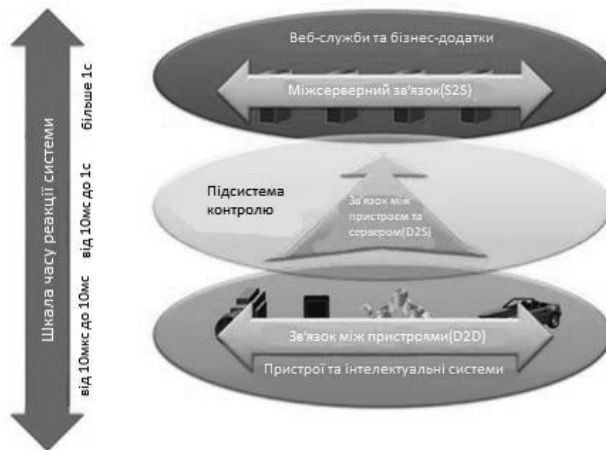 Шкала часу реакції системи
більше 1с
від 10мс до 1с
від 10мкс до 10мс
Веб-служби та бізнес-додатки
Міжсерверний зв'язок(S2S)
Підсистема
контролю
Зв'язок між
пристроєм та
сервером(D2S)
Зв'язок між пристроями(D2D)
Пристрої та інтелектуальні системи